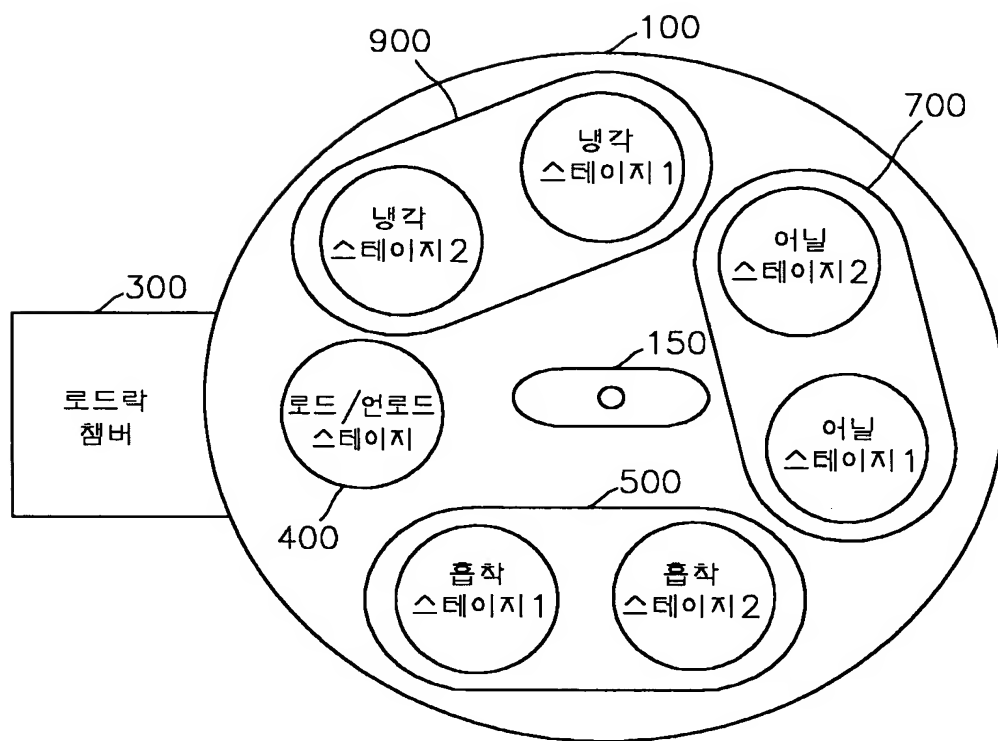 100
900
700
냉각
스테이지 1
냉각
스테이지 2
어닐
스테이지 2
300
150
로드락
챔버
로드/언로드
스테이지
어닐
스테이지 1
400
500
흡착
스테이지 1
흡착
스테이지 2